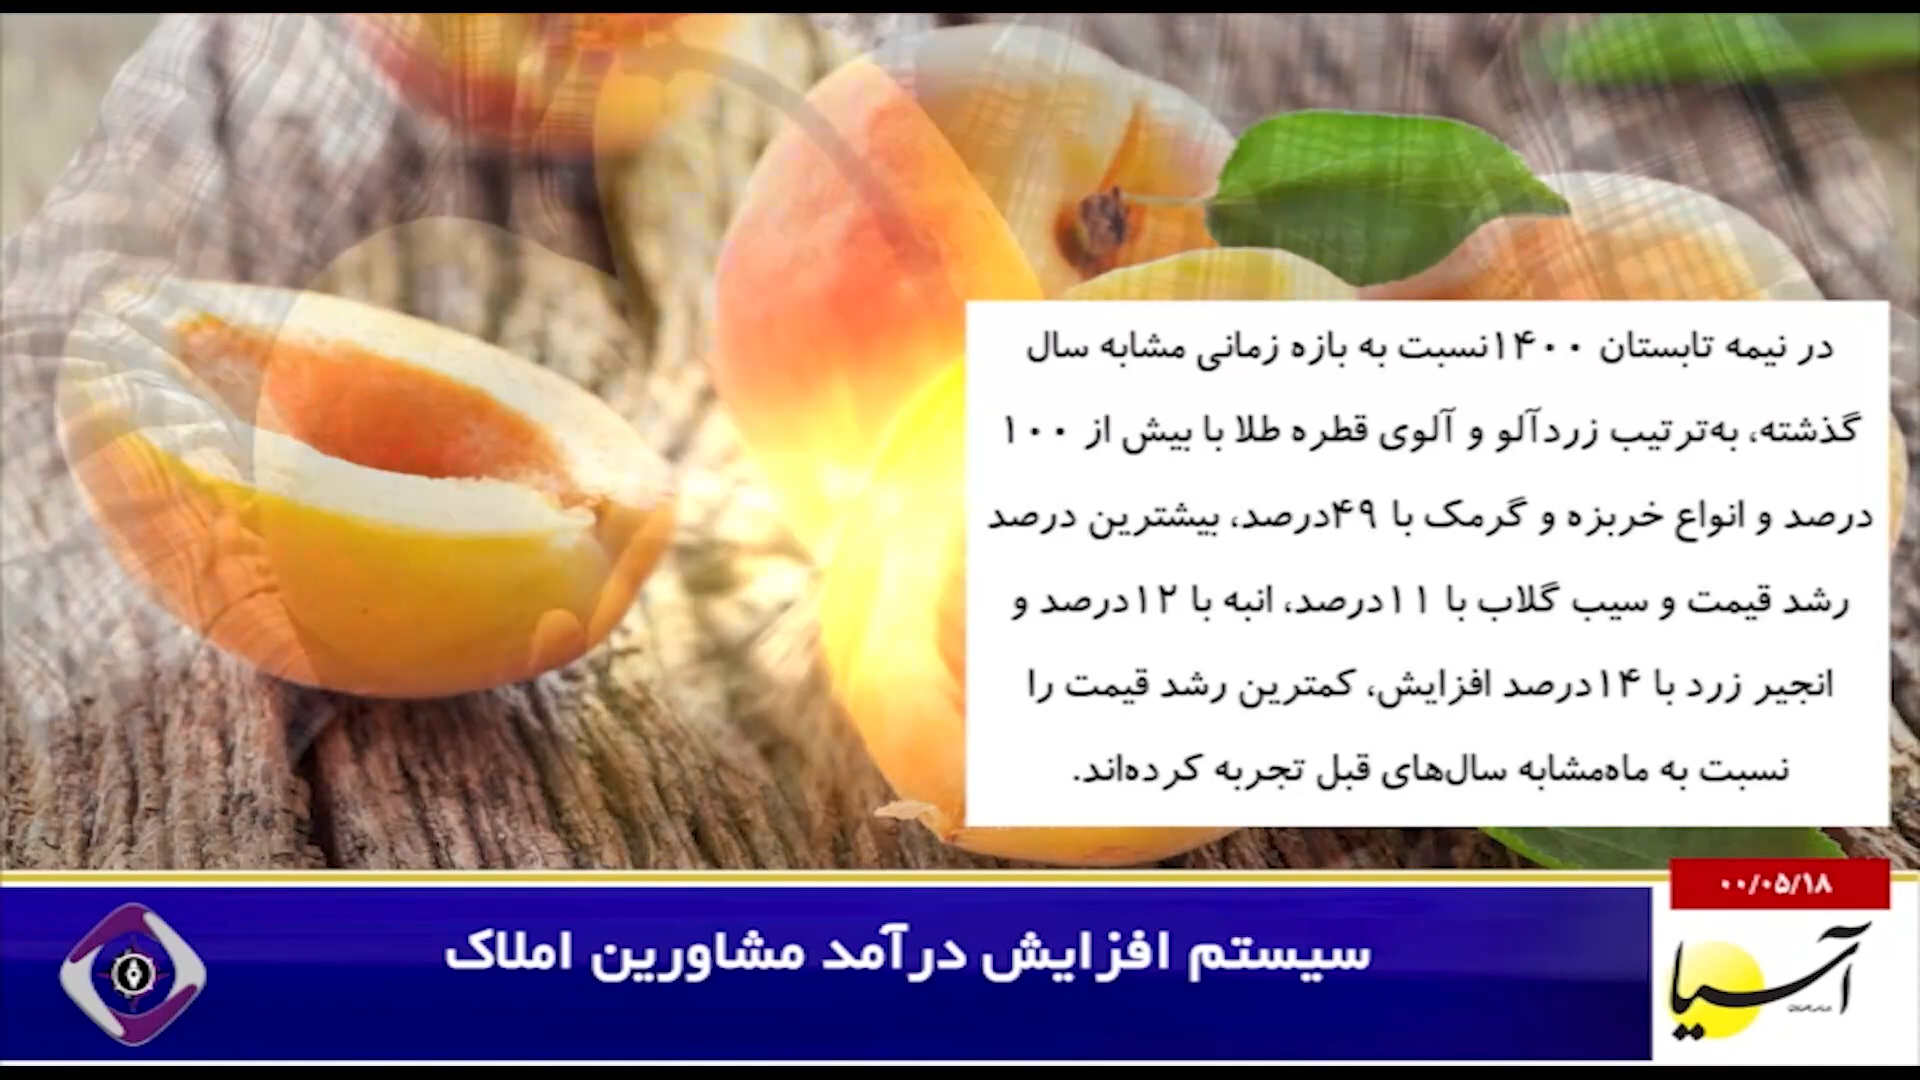 در نیمه تابستان ۱۴۰۰نسبت به بازه زمانی مشابه سال
گذشته، به‌ترتیب زردآلو و آلوی قطره طلا با بیش از ۱۰۰
درصد و انواع خربزه و گرمک با ۴۹درصد، بیشترین درصد
رشد قیمت و سیب گلاب با ۱۱درصد، انبه با ۱۲درصد و
انجیر زرد با ۱۴درصد افزایش، کمترین رشد قیمت را
نسبت به ماه‌مشابه سال‌های قبل تجربه کرده‌اند.
۰۰/۰۵/۱۸
سیستم افزایش درآمد مشاورین املاک
آسیا